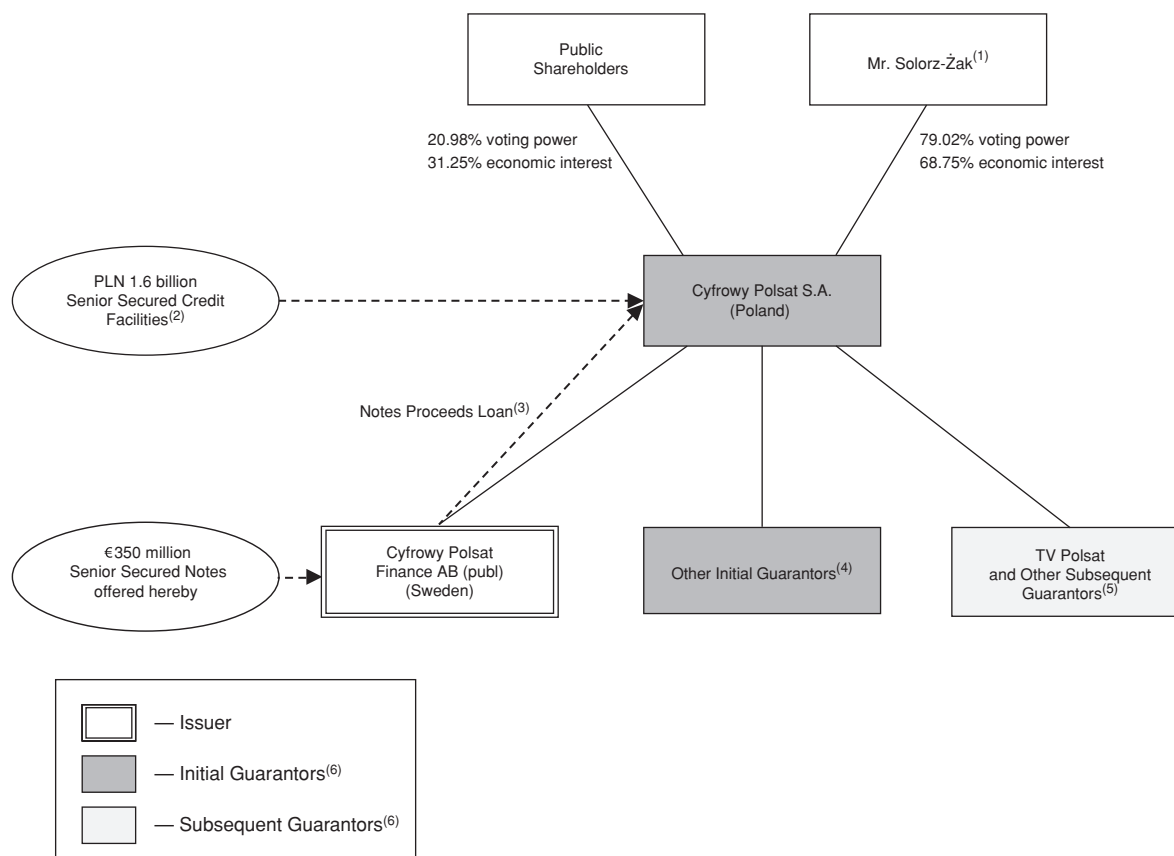 Public
Shareholders
Mr. Solorz-Żak(1)
20.98% voting power
31.25% economic interest
79.02% voting power
68.75% economic interest
PLN 1.6 billion
Senior Secured Credit
Facilities(2)
Cyfrowy Polsat S.A.
(Poland)
Notes Proceeds Loan(3)
€350 million
Senior Secured Notes
offered hereby
Cyfrowy Polsat
Finance AB (publ)
(Sweden)
Other Initial Guarantors(4)
TV Polsat
and Other Subsequent
Guarantors(5)
— Issuer
— Initial Guarantors(6)
— Subsequent Guarantors(6)